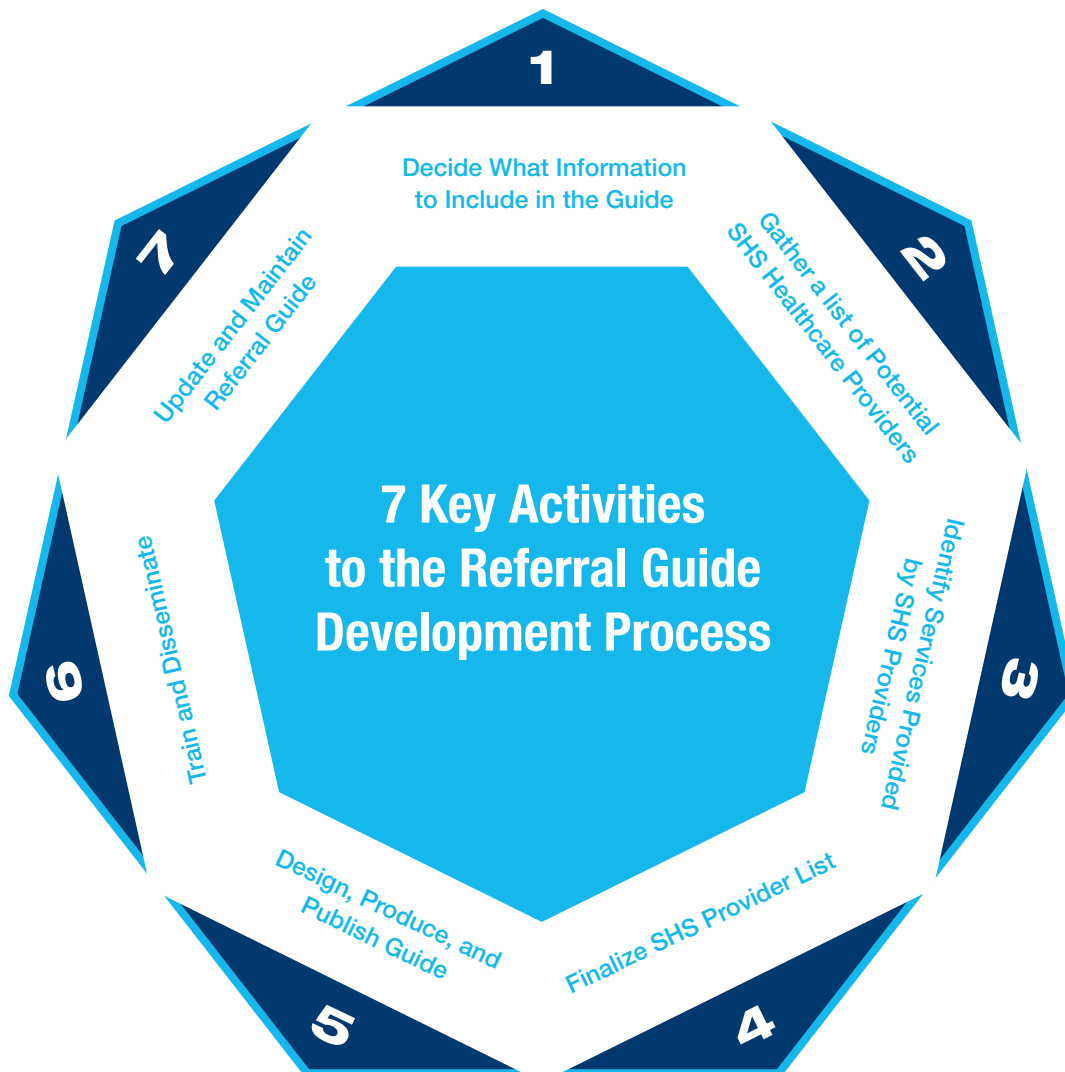 1
Decide What Information
to Include in the Guide
2
Gather a list of Potential
SHS Healthcare Providers
3
Identify Services Provided
by SHS Providers
4
Finalize SHS Provider List
5
Design, Produce, and
Publish Guide
6
Train and Disseminate
7
Update and Maintain
Referral Guide
7 Key Activities
to the Referral Guide
Development Process